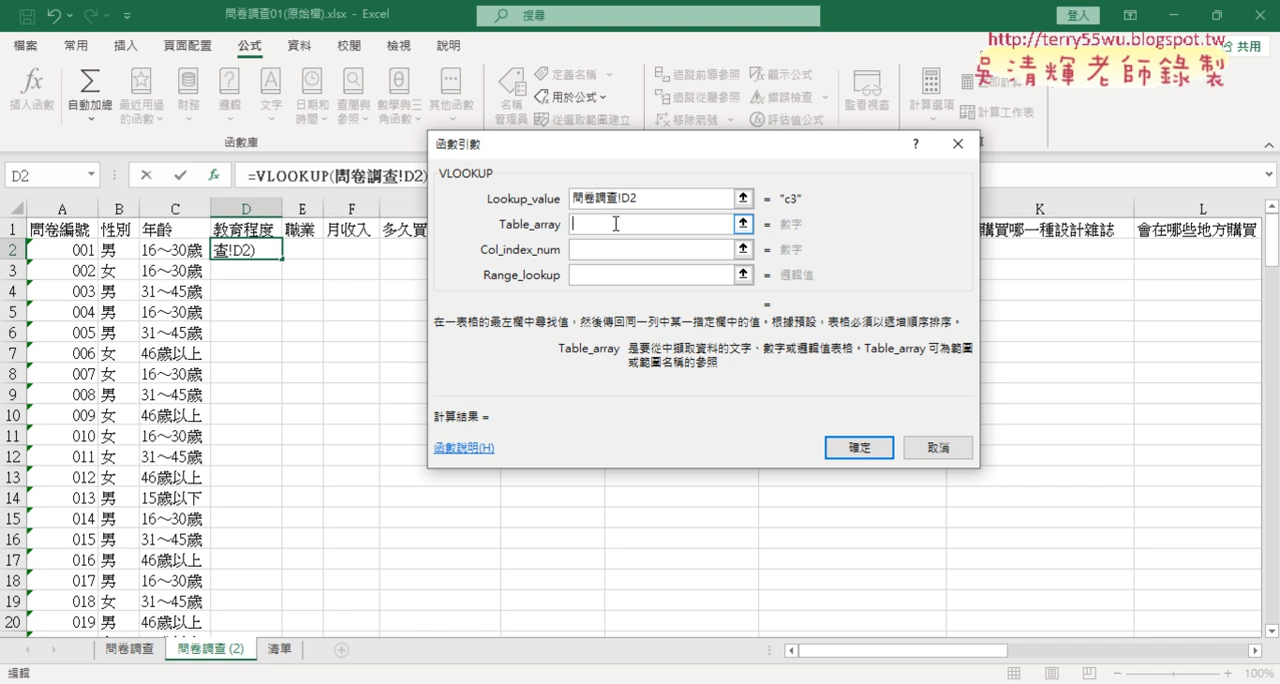 問卷調查01(原始檔).xlsx - Excel
搜尋
登入
檔案 常用 插入 頁面配置 公式 資料 校閱 檢視 說明
共用
http://terry55wu.blogspot.tw
吳清輝老師錄製
插入函數
自動加總
最近用過的函數
財務
邏輯
文字
日期和時間
查閱與參照
數學與三角函數
其他函數
函數庫
名稱管理員
定義名稱
用於公式
從選取範圍建立
追蹤前導參照
追蹤從屬參照
移除箭號
顯示公式
錯誤檢查
評估值公式
監看視窗
計算選項
計算工作表
D2
fx
=VLOOKUP(問卷調查!D2)
A B C D E F K L
1 問卷編號 性別 年齡 教育程度 職業 月收入 多久買 購買哪一種設計雜誌 會在哪些地方購買
2 001 男 16～30歲 查!D2)
3 002 女 16～30歲
4 003 男 31～45歲
5 004 男 16～30歲
6 005 男 31～45歲
7 006 女 46歲以上
8 007 女 16～30歲
9 008 男 31～45歲
10 009 女 46歲以上
11 010 女 16～30歲
12 011 女 31～45歲
13 012 女 46歲以上
14 013 男 15歲以下
15 014 男 16～30歲
16 015 男 31～45歲
17 016 男 46歲以上
18 017 男 16～30歲
19 018 女 31～45歲
20 019 男 46歲以上
函數引數
?
VLOOKUP
Lookup_value 問卷調查!D2 = "c3"
Table_array = 數字
Col_index_num = 數字
Range_lookup = 邏輯值
=
在一表格的最左欄中尋找值，然後傳回同一列中某一指定欄中的值。根據預設，表格必須以遞增順序排序。
Table_array 是要從中擷取資料的文字、數字或邏輯值表格。Table_array 可為範圍
或範圍名稱的參照
計算結果 =
函數說明(H)
確定
取消
問卷調查 問卷調查 (2) 清單
編輯
100%